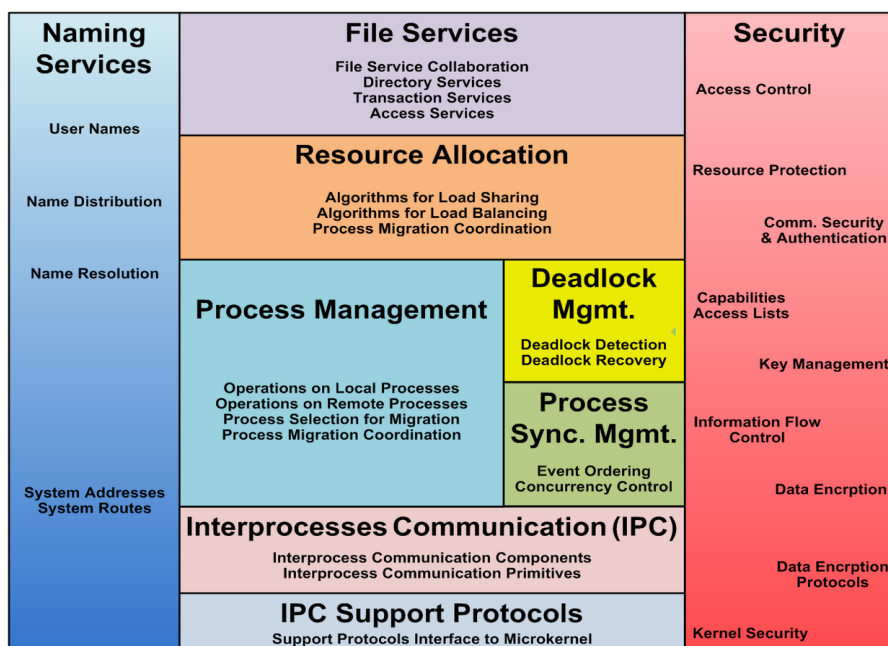 Naming
Services
User Names
Name Distribution
Name Resolution
System Addresses
System Routes
File Services
File Service Collaboration
Directory Services
Transaction Services
Access Services
Resource Allocation
Algorithms for Load Sharing
Algorithms for Load Balancing
Process Migration Coordination
Process Management
Operations on Local Processes
Operations on Remote Processes
Process Selection for Migration
Process Migration Coordination
Deadlock
Mgmt.
Deadlock Detection
Deadlock Recovery
Process
Sync. Mgmt.
Event Ordering
Concurrency Control
Interprocesses Communication (IPC)
Interprocess Communication Components
Interprocess Communication Primitives
IPC Support Protocols
Support Protocols Interface to Microkernel
Security
Access Control
Resource Protection
Comm. Security
& Authentication
Capabilities
Access Lists
Key Management
Information Flow
Control
Data Encrption
Data Encrption
Protocols
Kernel Security